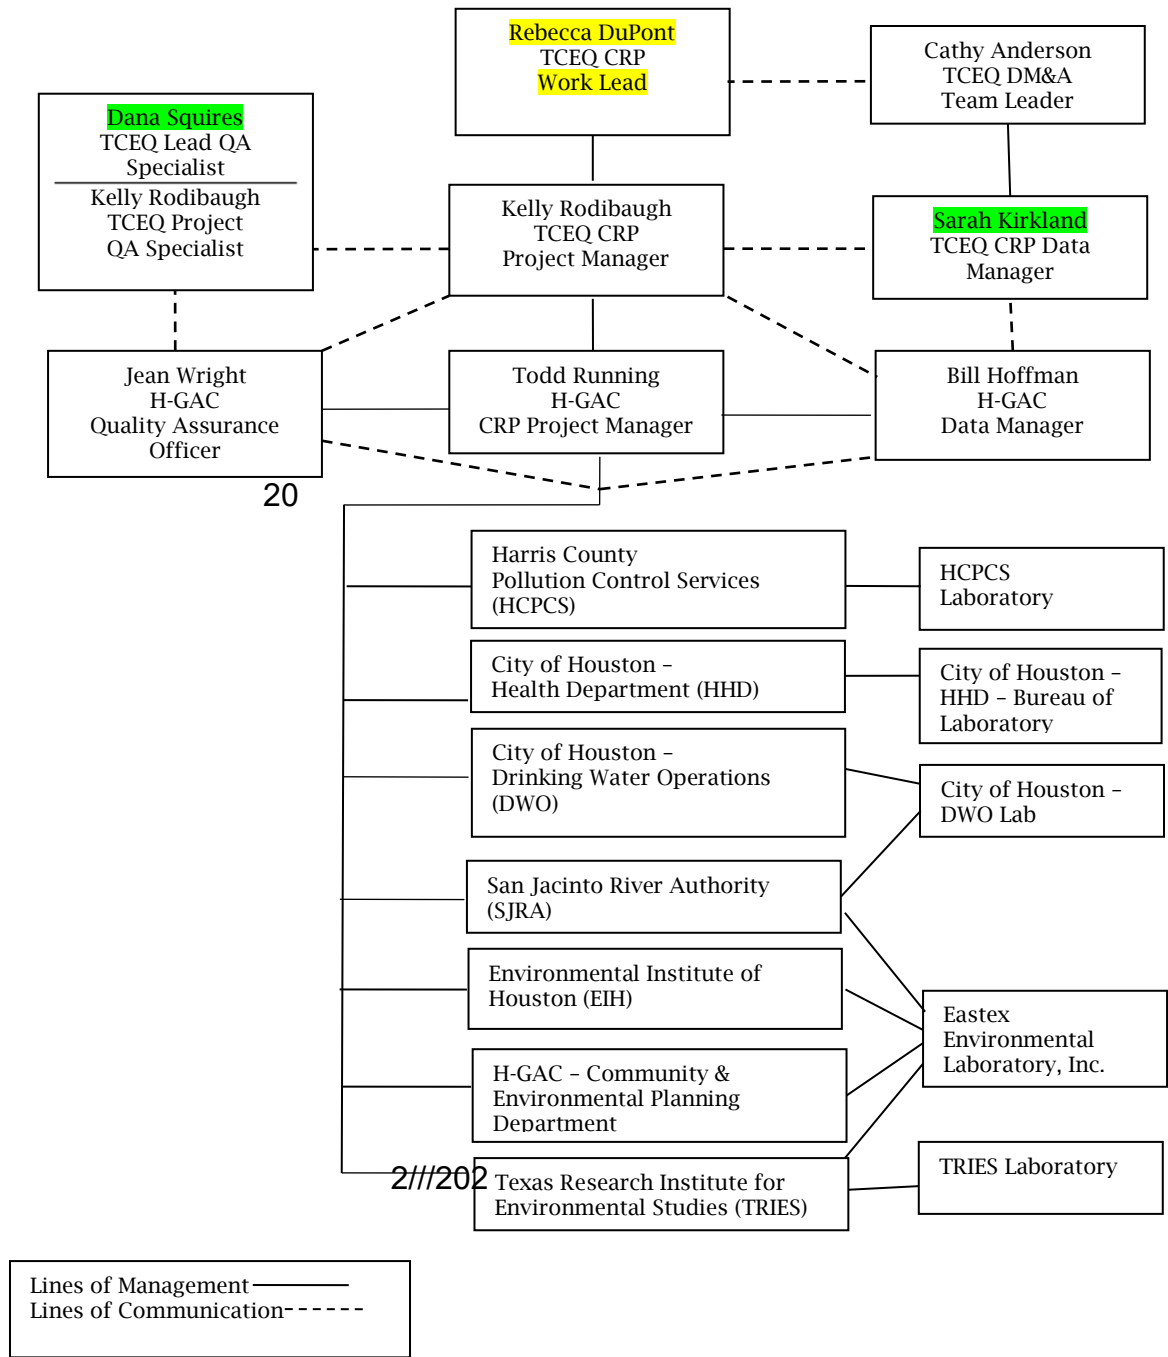 Rebecca DuPont
TCEQ CRP
Work Lead
Cathy Anderson
TCEQ DM&A
Team Leader
Dana Squires
TCEQ Lead QA
Specialist
Kelly Rodibaugh
TCEQ Project
QA Specialist
Kelly Rodibaugh
TCEQ CRP
Project Manager
Sarah Kirkland
TCEQ CRP Data
Manager
Jean Wright
H-GAC
Quality Assurance
Officer
Todd Running
H-GAC
CRP Project Manager
Bill Hoffman
H-GAC
Data Manager
20
Harris County
Pollution Control Services
(HCPCS)
HCPCS
Laboratory
City of Houston –
Health Department (HHD)
City of Houston –
HHD – Bureau of
Laboratory
City of Houston –
Drinking Water Operations
(DWO)
City of Houston –
DWO Lab
San Jacinto River Authority
(SJRA)
Environmental Institute of
Houston (EIH)
Eastex
Environmental
Laboratory, Inc.
H-GAC – Community &
Environmental Planning
Department
2///202
Texas Research Institute for
Environmental Studies (TRIES)
TRIES Laboratory
Lines of Management
Lines of Communication